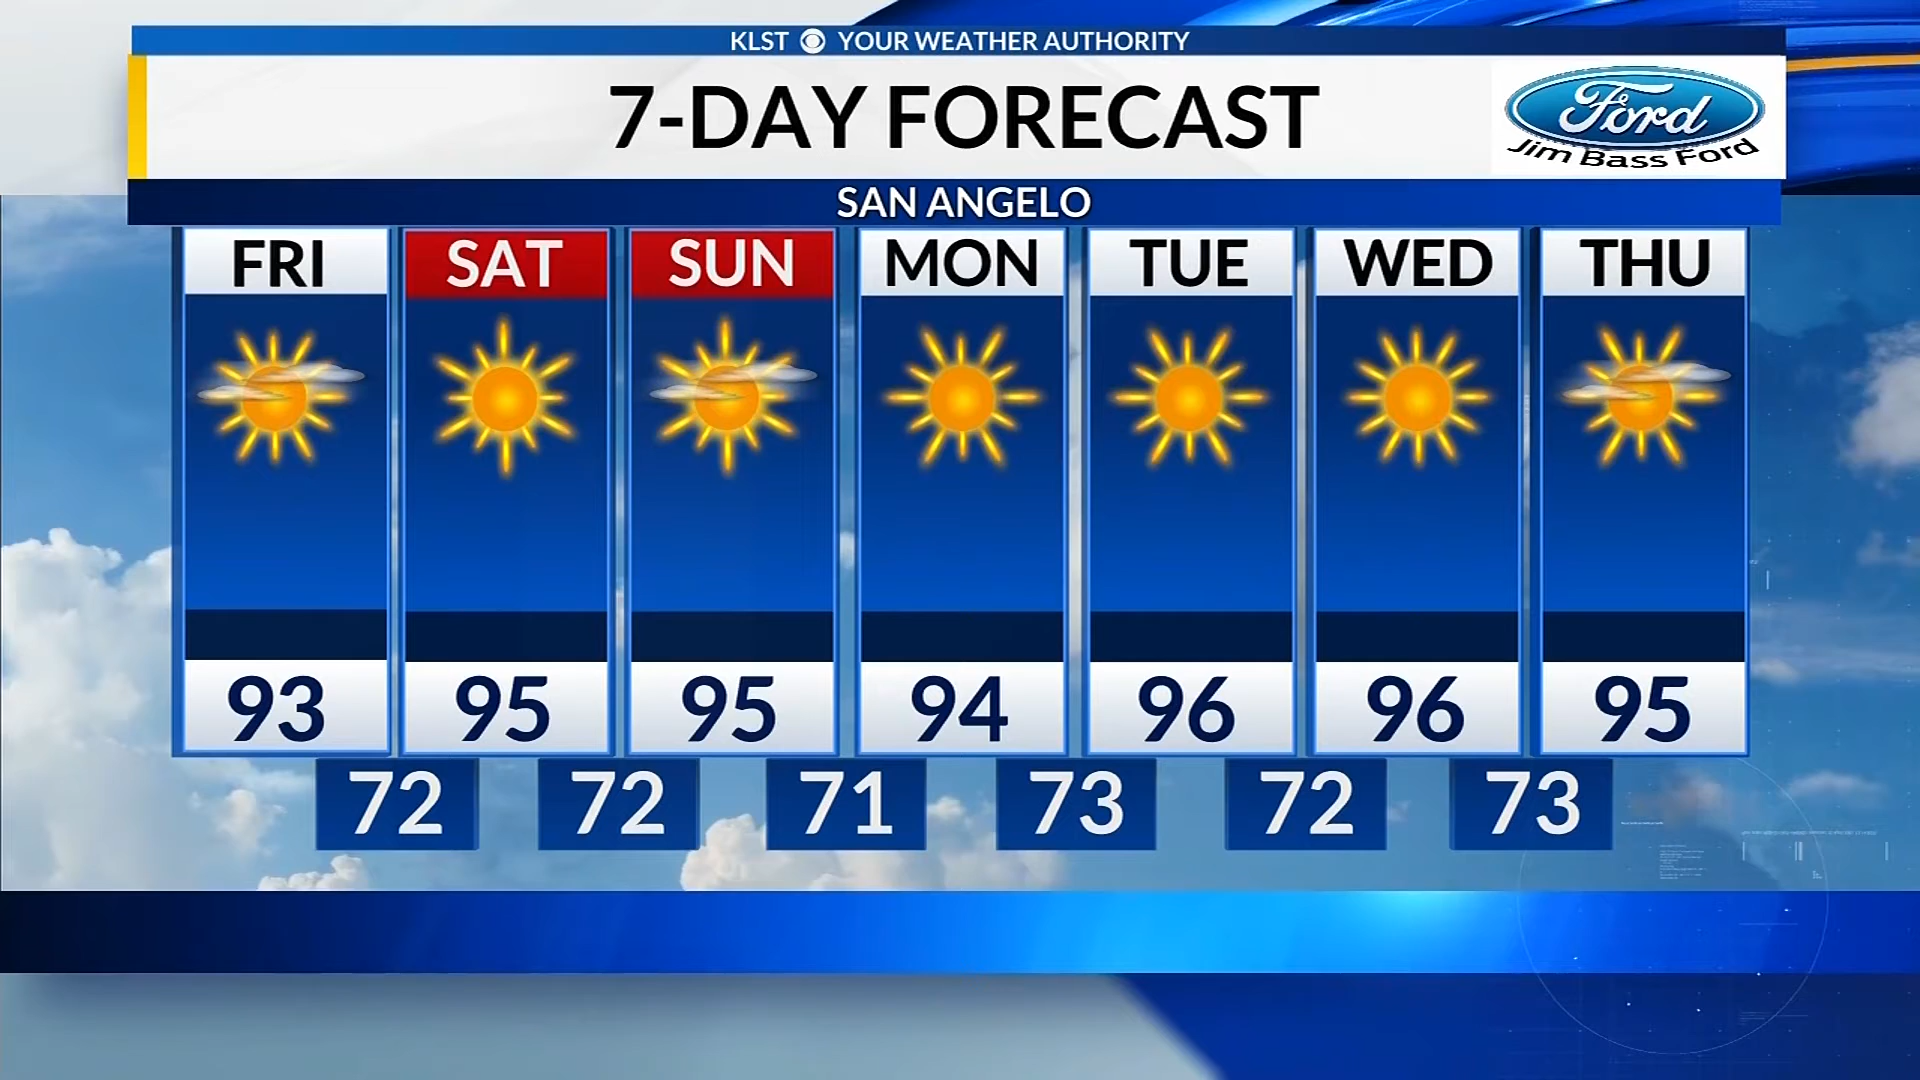 KLST YOUR WEATHER AUTHORITY
7-DAY FORECAST
Ford
Jim Bass Ford
SAN ANGELO
FRI SAT SUN MON TUE WED THU
93 95 95 94 96 96 95
72 72 71 73 72 73